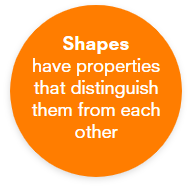 Shapes
have properties
that distinguish
them from each
other